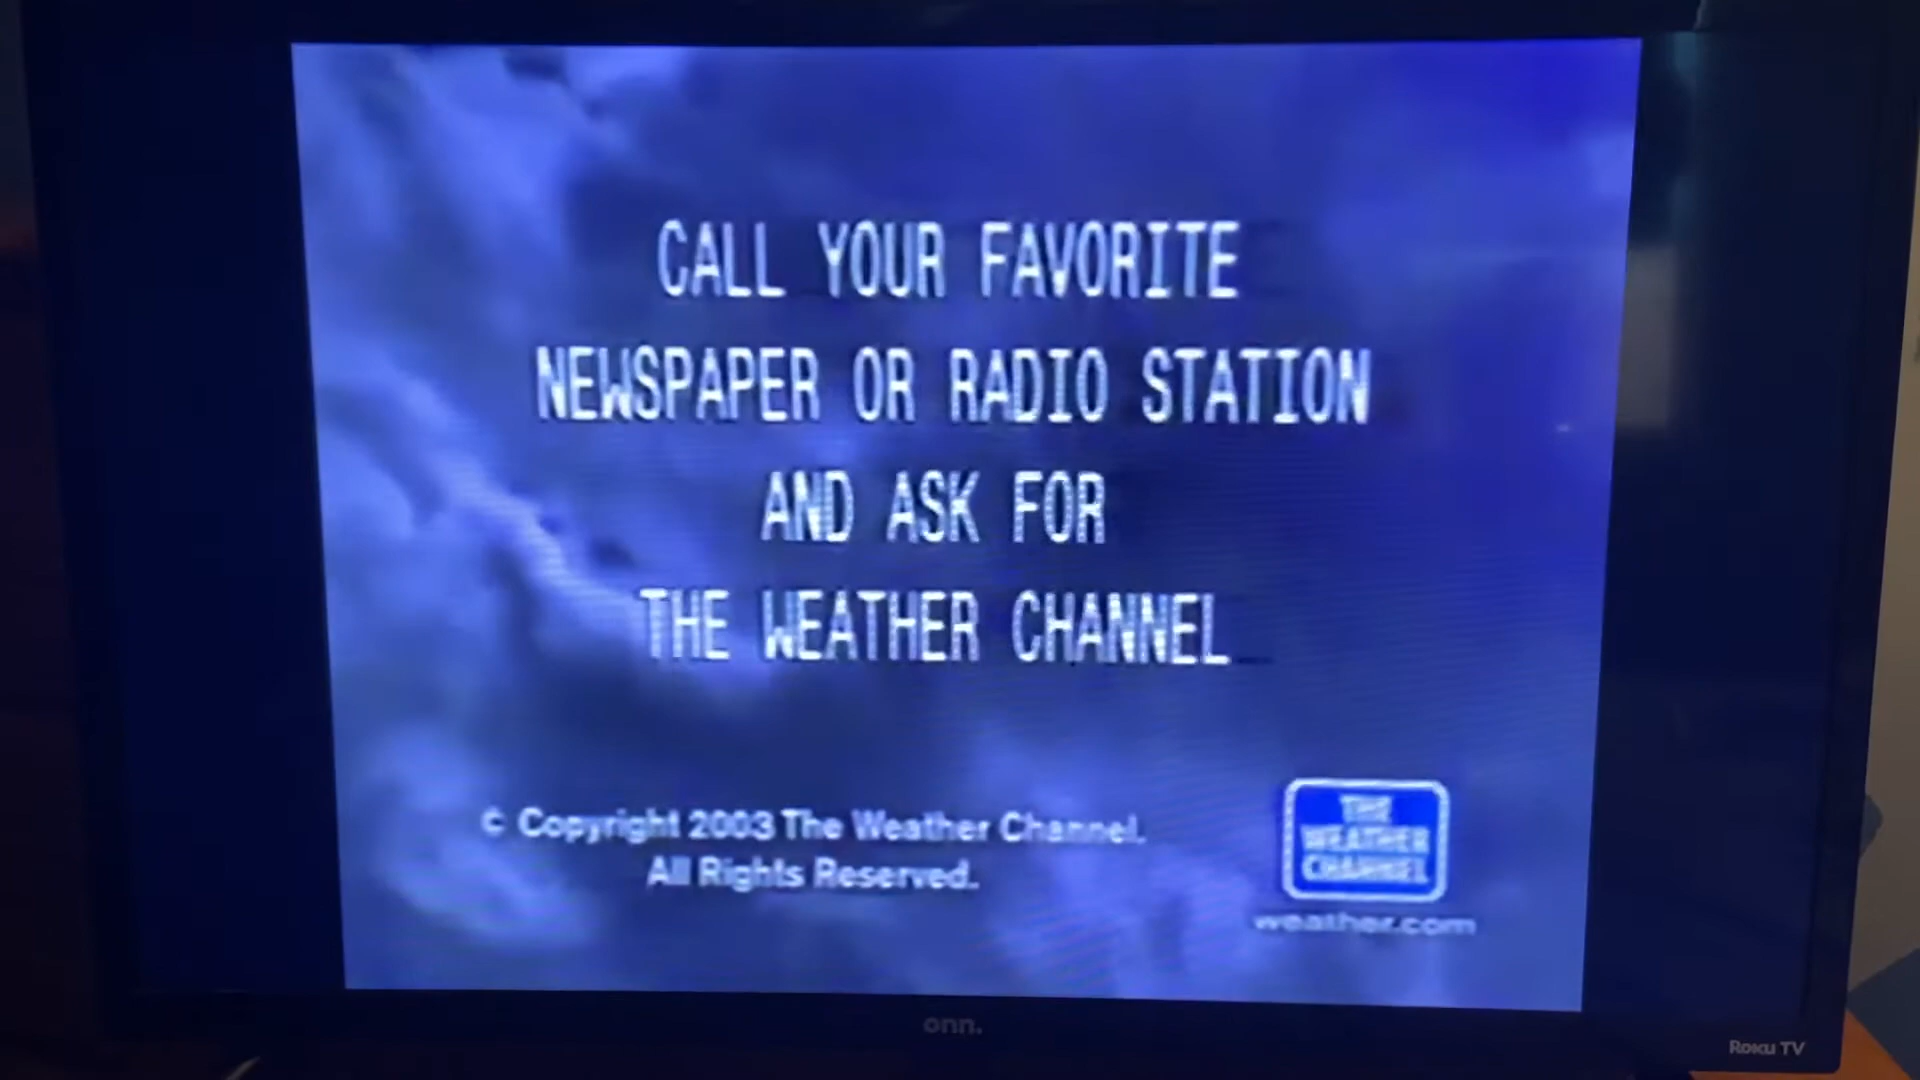 CALL YOUR FAVORITE
NEWSPAPER OR RADIO STATION
AND ASK FOR
THE WEATHER CHANNEL
© Copyright 2003 The Weather Channel.
All Rights Reserved.
THE
WEATHER
CHANNEL
weather.com
onn.
Roku TV